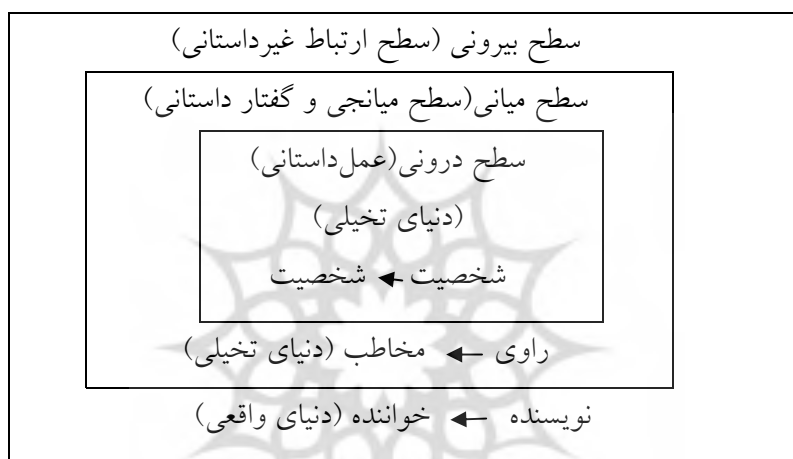 سطح بیرونی (سطح ارتباط غیرداستانی)
سطح میانی(سطح میانجی و گفتار داستانی)
سطح درونی(عمل‌داستانی)
(دنیای تخیلی)
شخصیت ← شخصیت
راوی ← مخاطب (دنیای تخیلی)
نویسنده ← خواننده (دنیای واقعی)